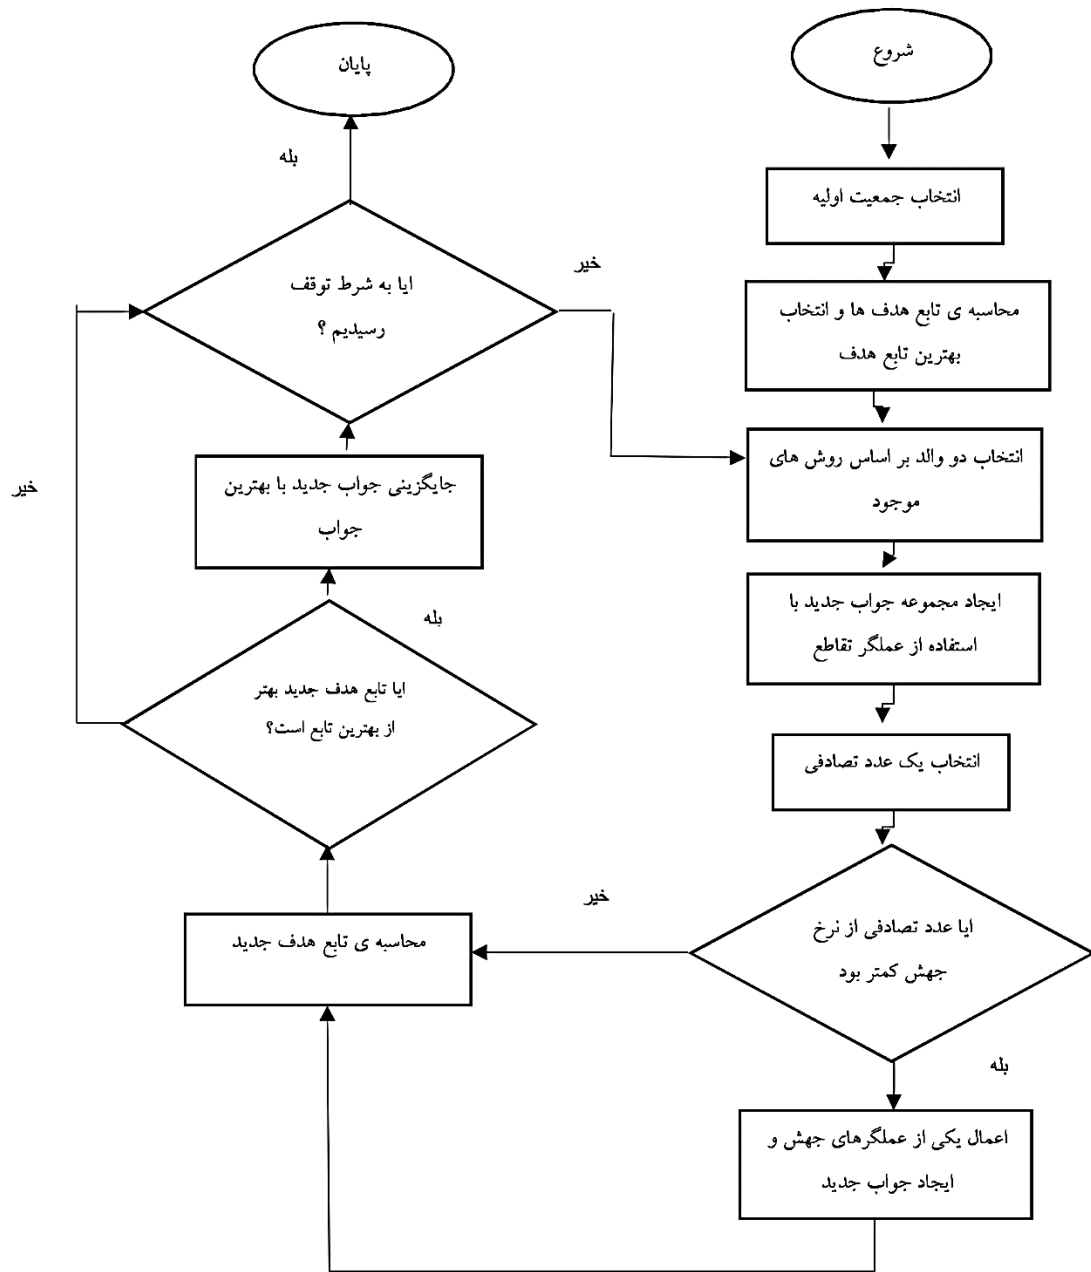 شروع
انتخاب جمعیت اولیه
محاسبه ی تابع هدف ها و انتخاب
بهترین تابع هدف
انتخاب دو والد بر اساس روش های
موجود
ایجاد مجموعه جواب جدید با
استفاده از عملگر تقاطع
انتخاب یک عدد تصادفی
ایا عدد تصادفی از نرخ
جهش کمتر بود
بله
اعمال یکی از عملگرهای جهش و
ایجاد جواب جدید
خیر
محاسبه ی تابع هدف جدید
ایا تابع هدف جدید بهتر
از بهترین تابع است؟
بله
جایگزینی جواب جدید با بهترین
جواب
خیر
ایا به شرط توقف
رسیدیم ؟
خیر
بله
پایان